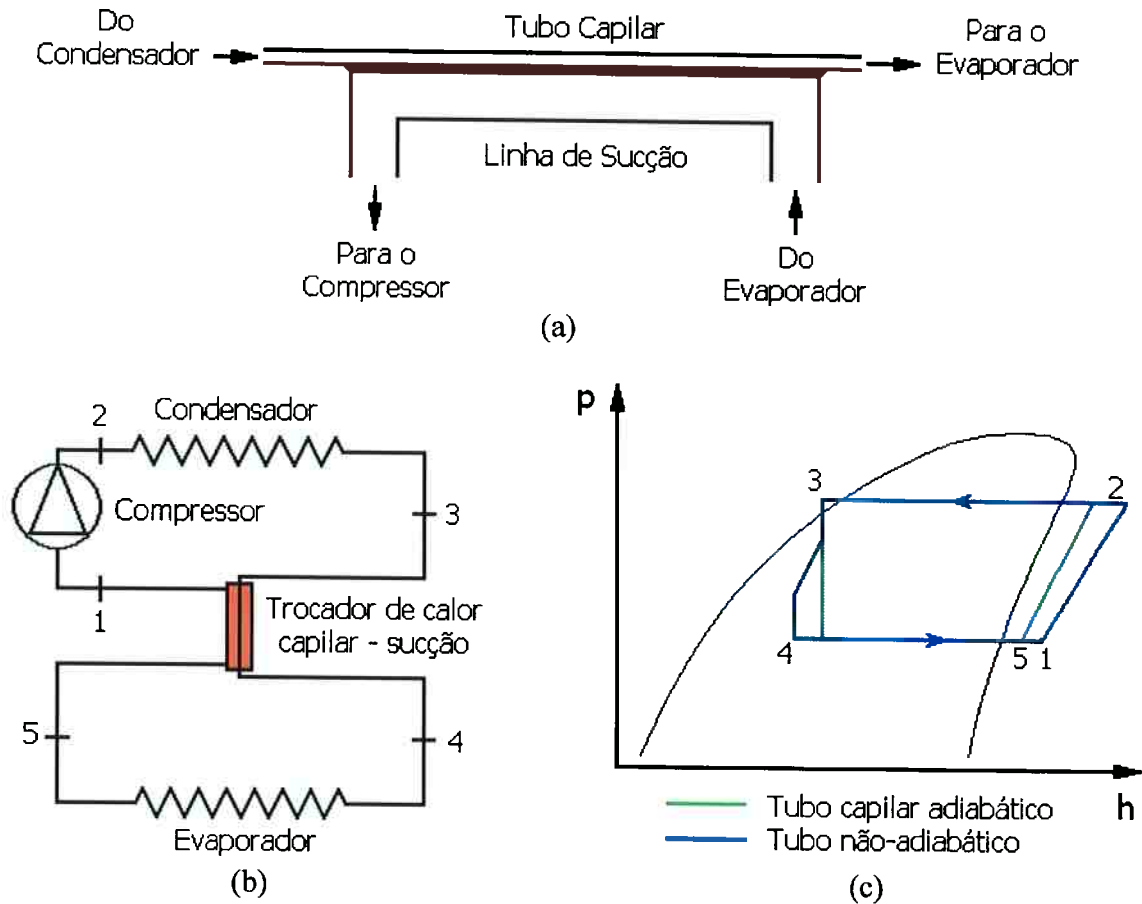 Do
Condensador
Tubo Capilar
Para o
Evaporador
Linha de Sucção
Para o
Compressor
Do
Evaporador
(a)
2
Condensador
Compressor
3
1
Trocador de calor
capilar - sucção
5
4
Evaporador
(b)
p
3
2
4
5
1
h
Tubo capilar adiabático
Tubo não-adiabático
(c)